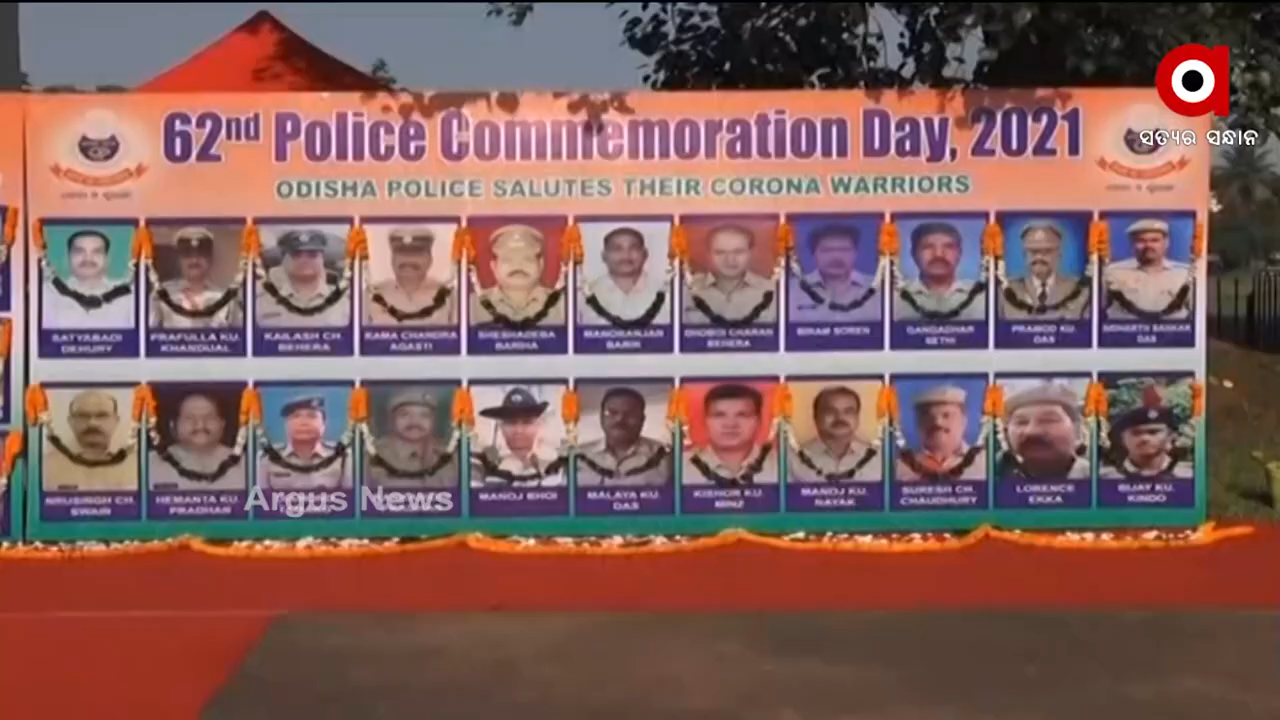 62nd Police Commemoration Day, 2021
ସତ୍ୟର ସନ୍ଧାନ
ODISHA POLICE SALUTES THEIR CORONA WARRIORS
SATYABADI DEHURY
PRAFULLA KU. KHANDUAL
KAILASH CH. BEHERA
RAMA CHANDRA AGASTI
SHESHADEBA BARIHA
MANORANJAN BARIK
DHOBOI CHARAN BEHERA
BIRAM SOREN
GANGADHAR SETHI
PRAMOD KU. DAS
SIDHARTH SANKAR DAS
NRUSINGH CH. SWAIN
HEMANTA KU. PRADHAN
Argus News
MANOJ BHOI
MALAYA KU. DAS
KISHOR KU. MINZ
MANOJ KU. NAYAK
SURESH CH. CHAUDHURY
LORENCE EKKA
BIJAY KU. KINDO